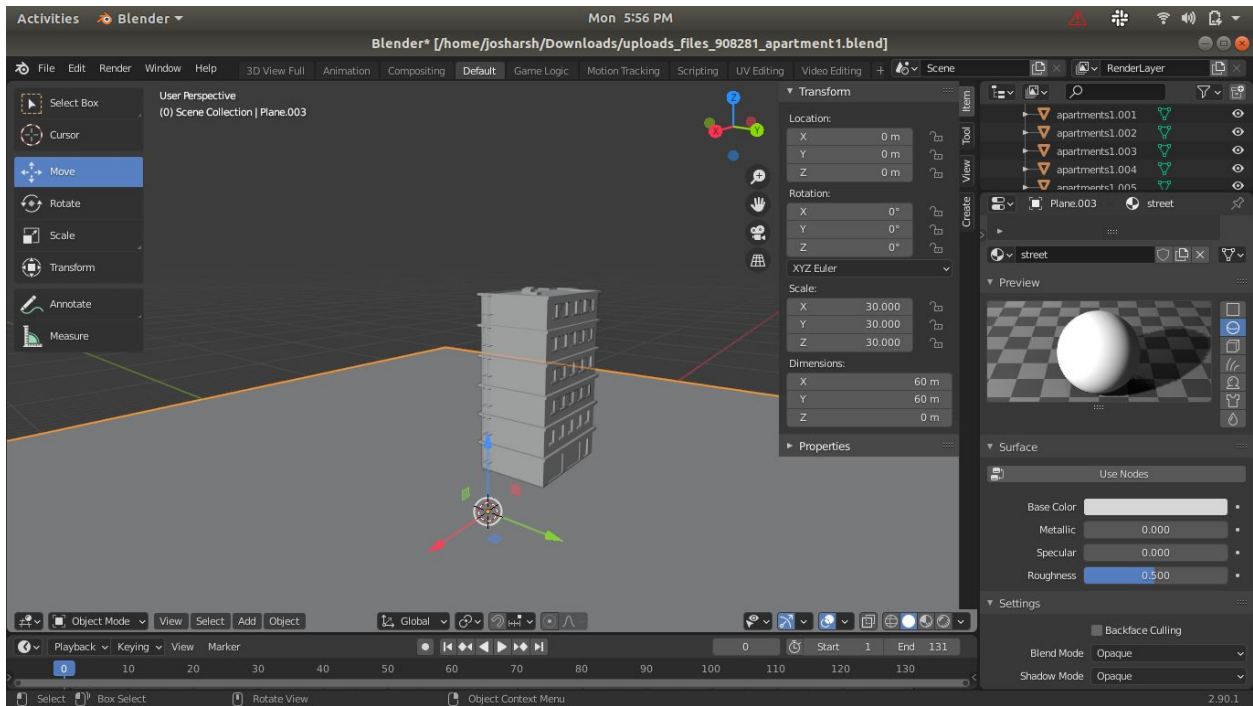 Activities Blender Mon 5:56 PM
Blender* [/home/josharsh/Downloads/uploads_files_908281_apartment1.blend]
File Edit Render Window Help 3D View Full Animation Compositing Default Game Logic Motion Tracking Scripting UV Editing Video Editing + Scene RenderLayer
Select Box
Cursor
Move
Rotate
Scale
Transform
Annotate
Measure
User Perspective
(0) Scene Collection | Plane.003
Z
Y
X
Transform
Location:
X 0 m
Y 0 m
Z 0 m
Rotation:
X 0°
Y 0°
Z 0°
XYZ Euler
Scale:
X 30.000
Y 30.000
Z 30.000
Dimensions:
X 60 m
Y 60 m
Z 0 m
Properties
Item
Tool
View
Create
apartments1.001
apartments1.002
apartments1.003
apartments1.004
apartments1.005
Plane.003 street
street
Preview
Surface
Use Nodes
Base Color
Metallic 0.000
Specular 0.000
Roughness 0.500
Settings
Backface Culling
Blend Mode Opaque
Shadow Mode Opaque
Object Mode View Select Add Object Global
Playback Keying View Marker 0 Start 1 End 131
0 10 20 30 40 50 60 70 80 90 100 110 120 130
Select Box Select Rotate View Object Context Menu 2.90.1